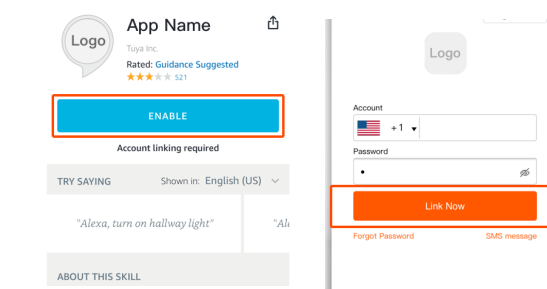 App Name
Logo
Tuya Inc.
Rated: Guidance Suggested
521
ENABLE
Account linking required
TRY SAYING
Shown in: English (US)
"Alexa, turn on hallway light"
ABOUT THIS SKILL
Logo
Account
+1
Password
Link Now
Forgot Password
SMS message